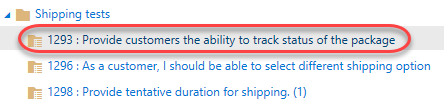 Shipping tests
1293 : Provide customers the ability to track status of the package
1296 : As a customer, I should be able to select different shipping option
1298 : Provide tentative duration for shipping. (1)